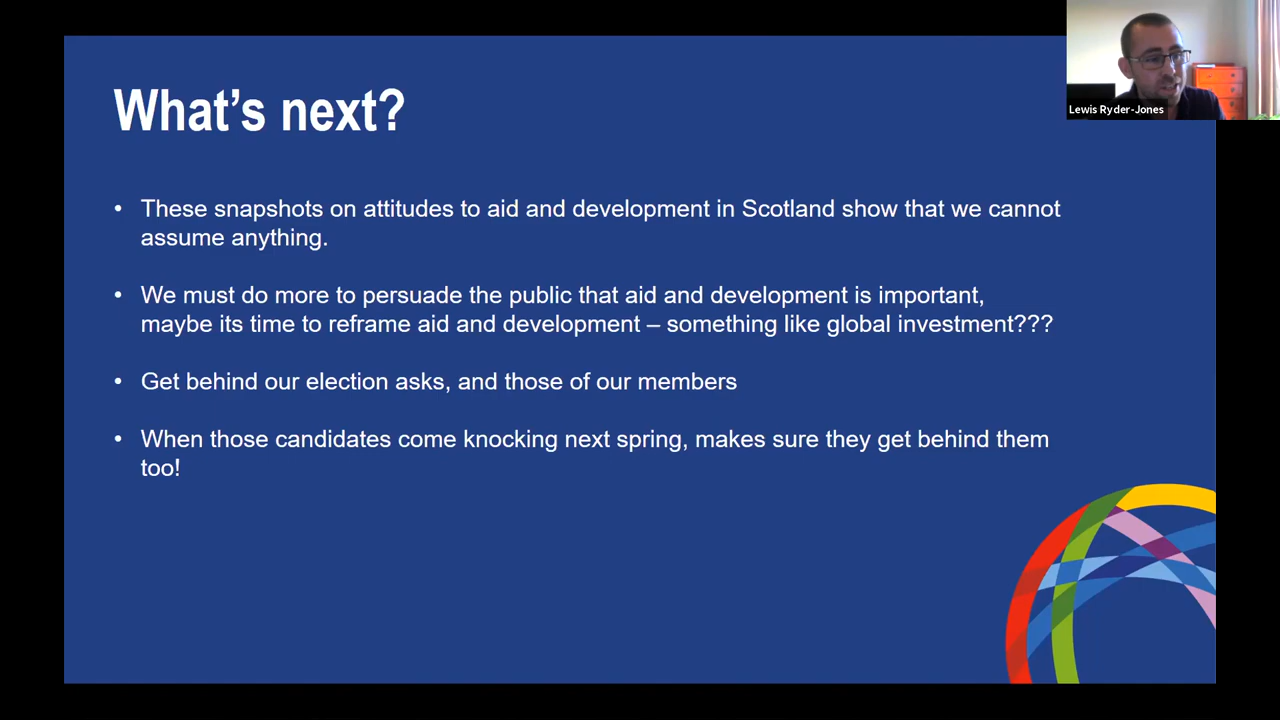 What's next?
Lewis Ryder-Jones
• These snapshots on attitudes to aid and development in Scotland show that we cannot
assume anything.
• We must do more to persuade the public that aid and development is important,
maybe its time to reframe aid and development – something like global investment???
• Get behind our election asks, and those of our members
• When those candidates come knocking next spring, makes sure they get behind them
too!